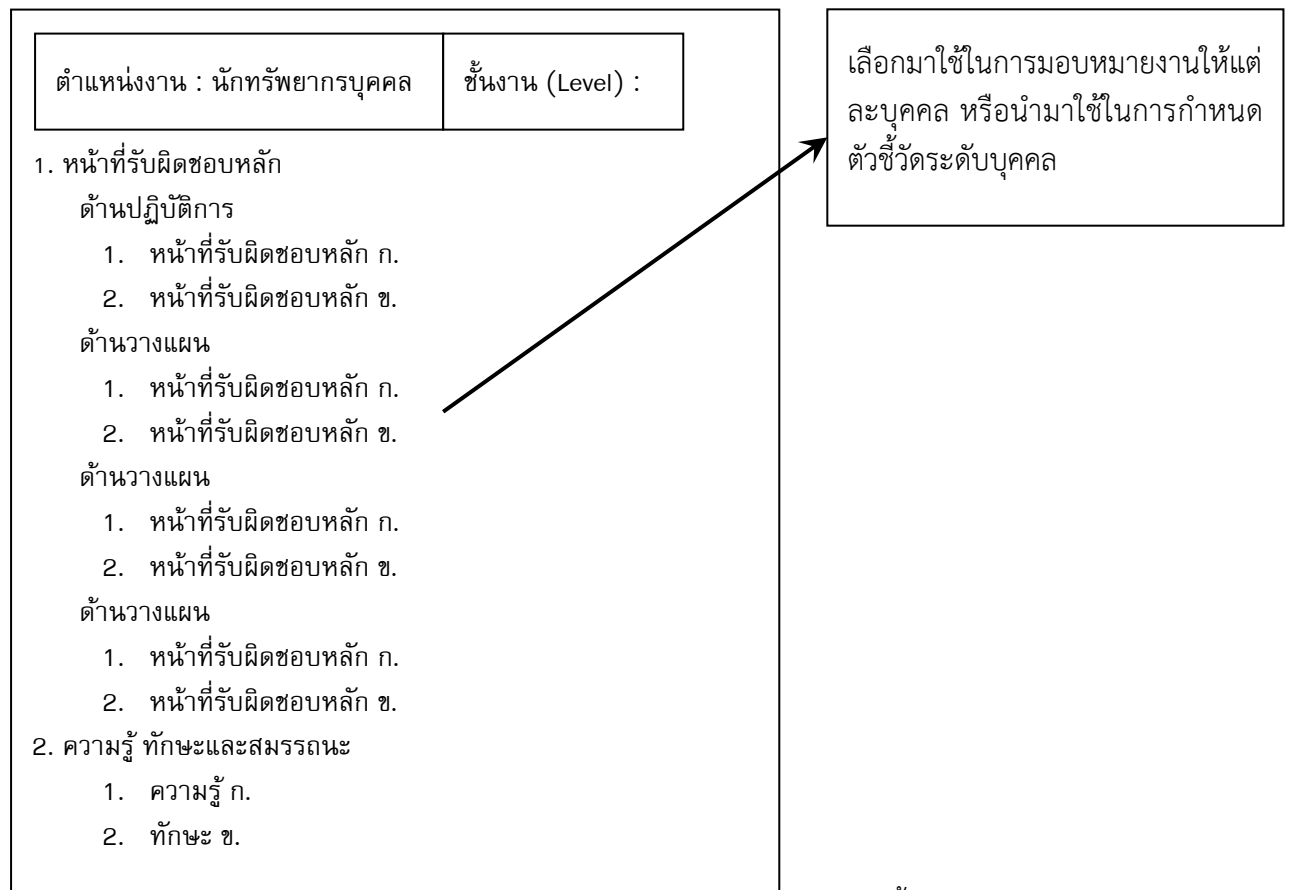 ตำแหน่งงาน : นักทรัพยากรบุคคล
ชั้นงาน (Level) :
1. หน้าที่รับผิดชอบหลัก
ด้านปฏิบัติการ
1. หน้าที่รับผิดชอบหลัก ก.
2. หน้าที่รับผิดชอบหลัก ข.
ด้านวางแผน
1. หน้าที่รับผิดชอบหลัก ก.
2. หน้าที่รับผิดชอบหลัก ข.
ด้านวางแผน
1. หน้าที่รับผิดชอบหลัก ก.
2. หน้าที่รับผิดชอบหลัก ข.
ด้านวางแผน
1. หน้าที่รับผิดชอบหลัก ก.
2. หน้าที่รับผิดชอบหลัก ข.
2. ความรู้ ทักษะและสมรรถนะ
1. ความรู้ ก.
2. ทักษะ ข.
เลือกมาใช้ในการมอบหมายงานให้แต่
ละบุคคล หรือนำมาใช้ในการกำหนด
ตัวชี้วัดระดับบุคคล